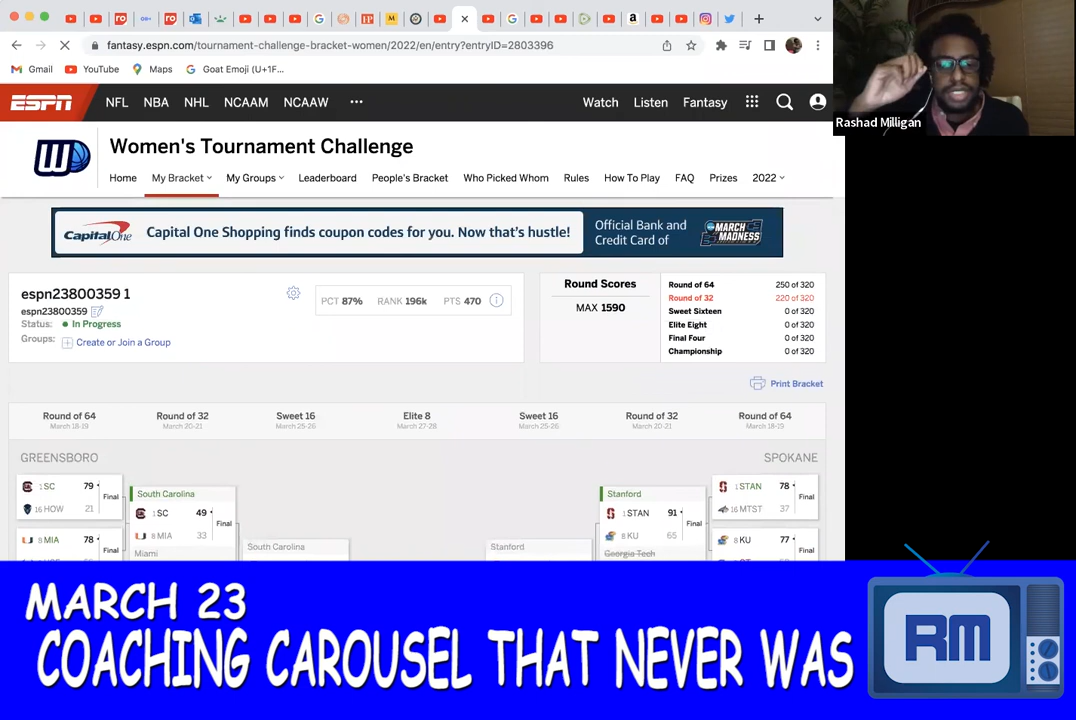 fantasy.espn.com/tournament-challenge-bracket-women/2022/en/entry?entryID=2803396
Gmail YouTube Maps Goat Emoji (U+1F...
Rashad Milligan
ESPN NFL NBA NHL NCAAM NCAAW ••• Watch Listen Fantasy
W Women's Tournament Challenge
Home My Bracket My Groups Leaderboard People's Bracket Who Picked Whom Rules How To Play FAQ Prizes 2022
Capital One Capital One Shopping finds coupon codes for you. Now that's hustle! Official Bank and
Credit Card of MARCH MADNESS
espn23800359 1
espn23800359
Status: In Progress
Groups: Create or Join a Group
PCT 87% RANK 196k PTS 470
Round Scores
MAX 1590
Round of 64 250 of 320
Round of 32 220 of 320
Sweet Sixteen 0 of 320
Elite Eight 0 of 320
Final Four 0 of 320
Championship 0 of 320
Print Bracket
Round of 64 Round of 32 Sweet 16 Elite 8 Sweet 16 Round of 32 Round of 64
March 18-19 March 20-21 March 25-26 March 27-28 March 25-26 March 20-21 March 18-19
GREENSBORO SPOKANE
1 SC 79
16 HOW 21
Final
8 MIA 78
Final
South Carolina
1 SC 49
8 MIA 33
Final
Miami
South Carolina
Stanford
Stanford
1 STAN 91
8 KU 65
Final
Georgia Tech
1 STAN 78
16 MTST 37
Final
8 KU 77
Final
MARCH 23
COACHING CAROUSEL THAT NEVER WAS
RM